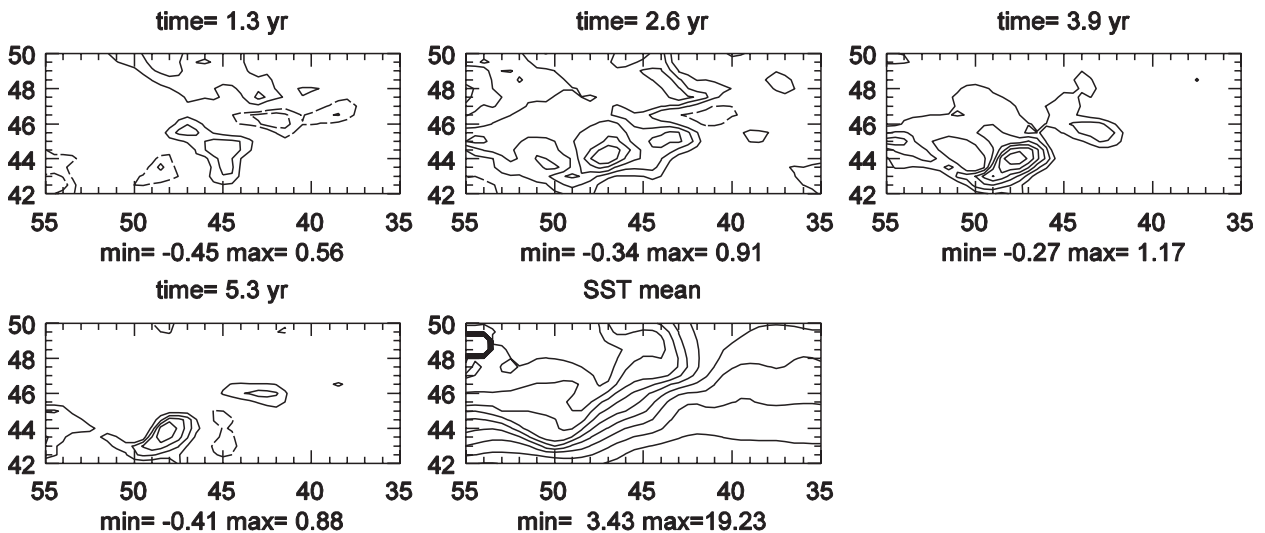 time= 1.3 yr
50
48
46
44
42
55 50 45 40 35
min= -0.45 max= 0.56
time= 2.6 yr
50
48
46
44
42
55 50 45 40 35
min= -0.34 max= 0.91
time= 3.9 yr
50
48
46
44
42
55 50 45 40 35
min= -0.27 max= 1.17
time= 5.3 yr
50
48
46
44
42
55 50 45 40 35
min= -0.41 max= 0.88
SST mean
50
48
46
44
42
55 50 45 40 35
min= 3.43 max=19.23